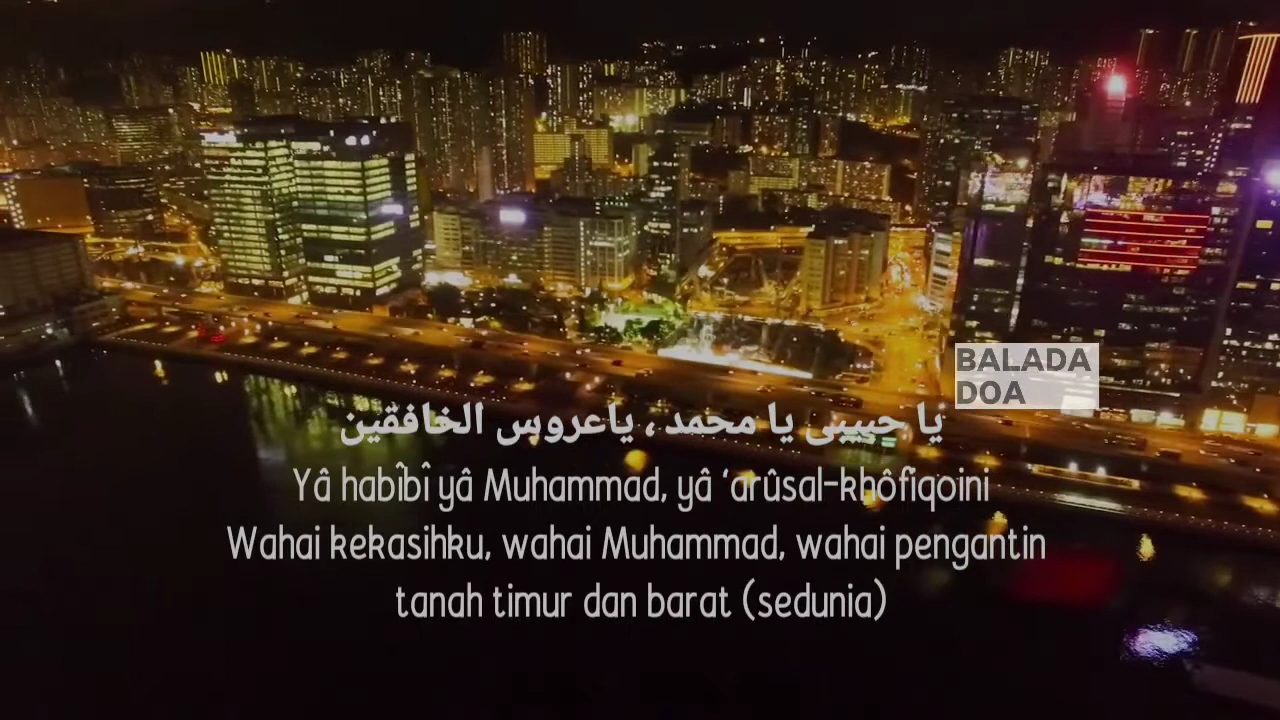 BALADA
DOA
يا حبيبى يا محمد ، ياعروس الخافقين
Yâ habîbî yâ Muhammad, yâ ‘arûsal-khôfiqoini
Wahai kekasihku, wahai Muhammad, wahai pengantin
tanah timur dan barat (sedunia)